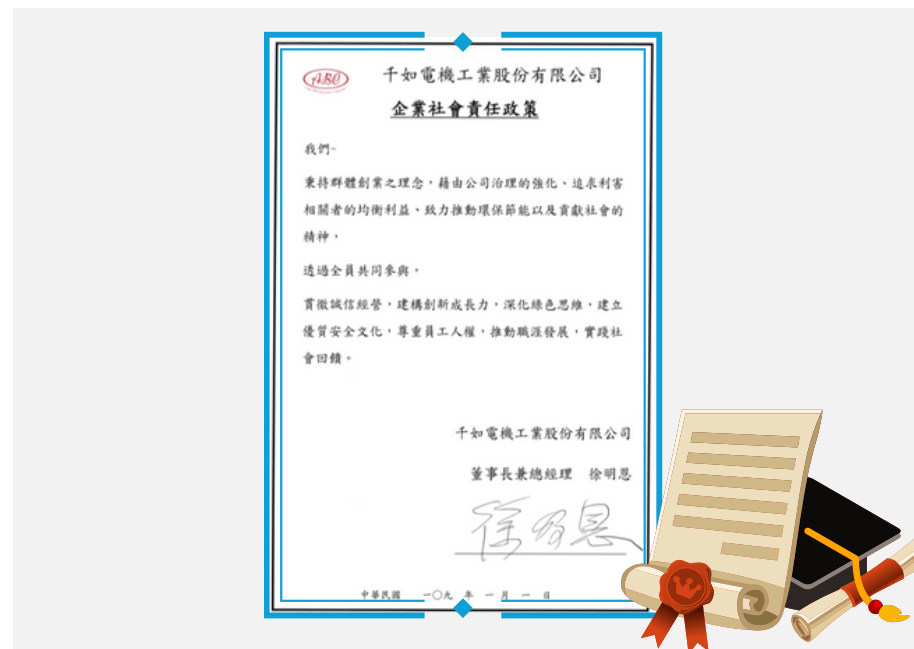 ABC
千如電機工業股份有限公司
企業社會責任政策
我們~
秉持群體創業之理念，藉由公司治理的強化、追求利害
相關者的均衡利益、致力推動環保節能以及貢獻社會的
精神，
透過全員共同參與，
貫徹誠信經營，建構創新成長力，深化綠色思維，建立
優質安全文化，尊重員工人權，推動職涯發展，實踐社
會回饋。
千如電機工業股份有限公司
董事長兼總經理 徐明恩
徐明恩
中華民國 一〇九 年 一 月 一 日